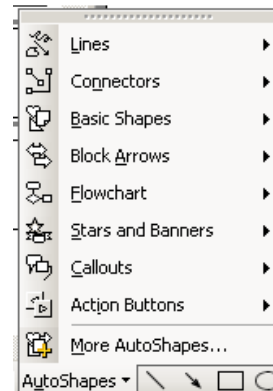 Lines
Connectors
Basic Shapes
Block Arrows
Flowchart
Stars and Banners
Callouts
Action Buttons
More AutoShapes...
AutoShapes